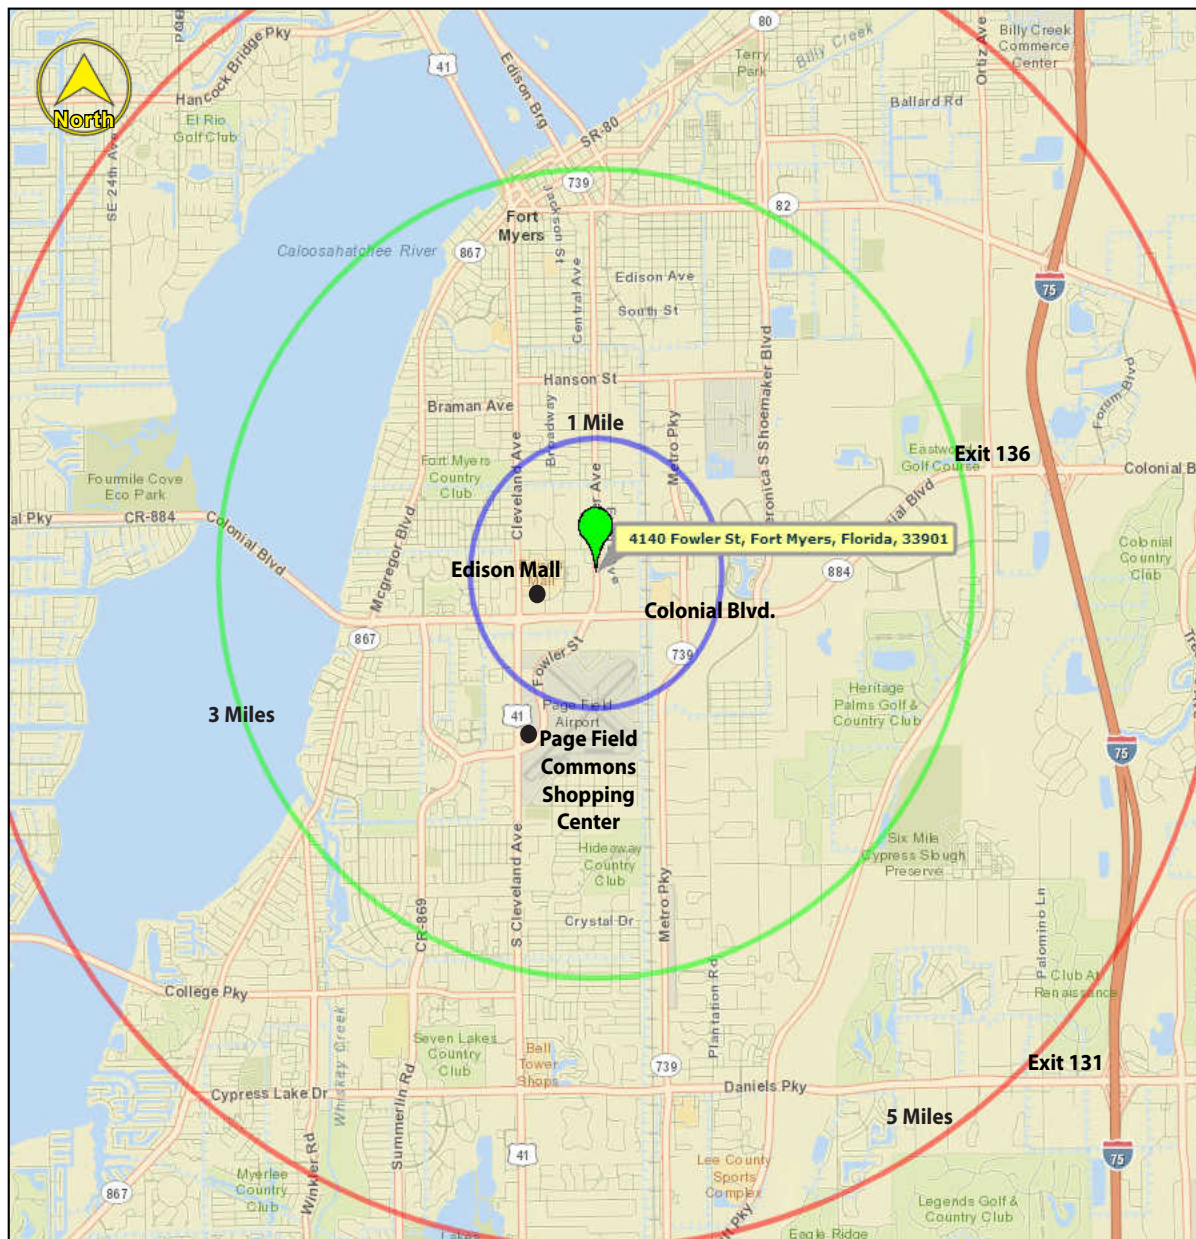 80
Billy Creek
Commerce
Center
Ortiz Ave
Hancock Bridge Pky
41
Edison Brg
Terry
Park
Billy Creek
North
El Rio
Golf Club
SE 24th Ave
SR-80
Ballard Rd
739
Jackson St
82
Fort
Myers
Caloosahatchee River
867
Central Ave
Edison Ave
South St
75
Hanson St
Braman Ave
Broadway
1 Mile
Metro Pky
Forum Blvd
Fort Myers
Country
Club
Cleveland Ave
Exit 136
Golf Course
Fourmile Cove
Eco Park
CR-884
Colonial Blvd
Mcgregor Blvd
4140 Fowler St, Fort Myers, Florida, 33901
Colonial
Country
Club
884
Edison Mall
Mall
Colonial Blvd.
867
739
Fowler St
3 Miles
41
Page Field
Airport
Heritage
Palms Golf &
Country Club
75
Page Field
Commons
Shopping
Center
Hideaway
Country
Club
Six Mile
Cypress Slough
Preserve
S Cleveland Ave
CR-869
Crystal Dr
Metro Pky
Palomino Ln
Plantation Rd
Club At
Renaissance
College Pky
Whiskey Creek
Seven Lakes
Country
Club
Bell
Tower
Shops
739
Exit 131
Cypress Lake Dr
Daniels Pky
Summerlin Rd
5 Miles
Winkler Rd
41
75
Lee County
Sports
Complex
Myerlee
Country
Club
867
Legends Golf &
Country Club
Eagle Ridge
Lakes